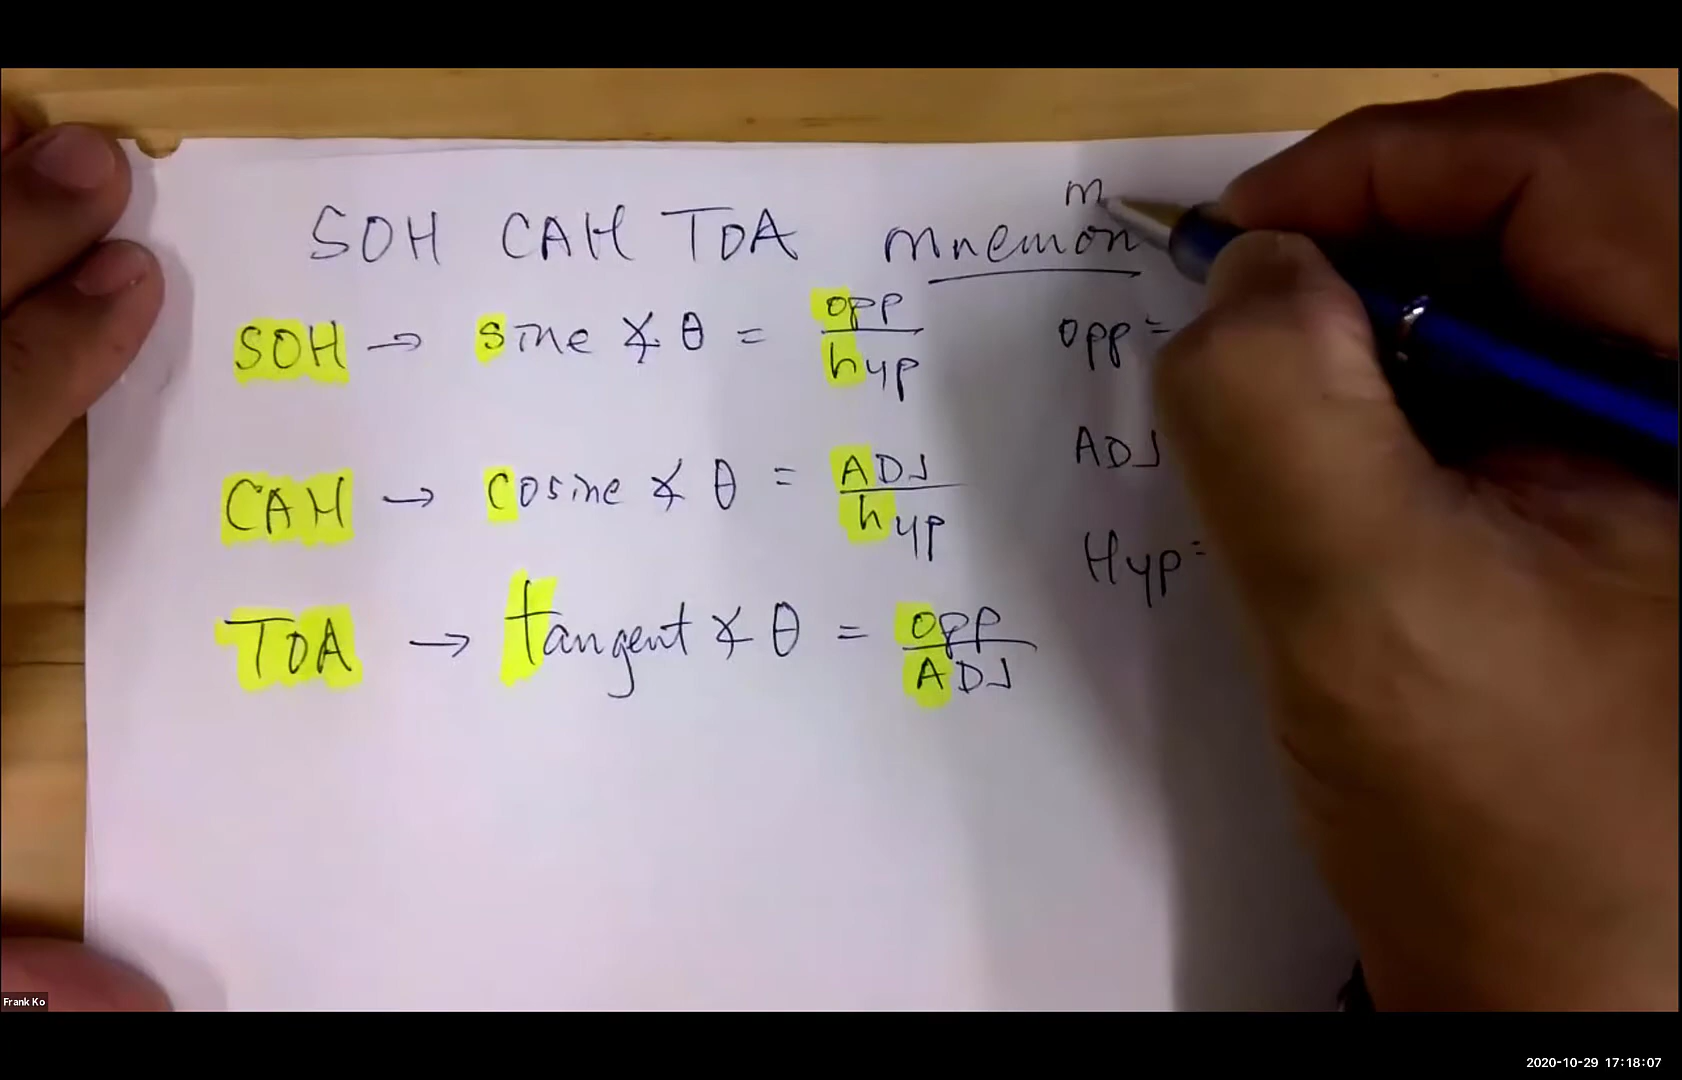 m
SOH CAH TOA mnemon
SOH → sine ∡ θ = opp/hyp
opp =
CAH → cosine ∡ θ = ADJ/hyp
ADJ
Hyp =
TOA → tangent ∡ θ = opp/ADJ
Frank Ko
2020-10-29 17:18:07